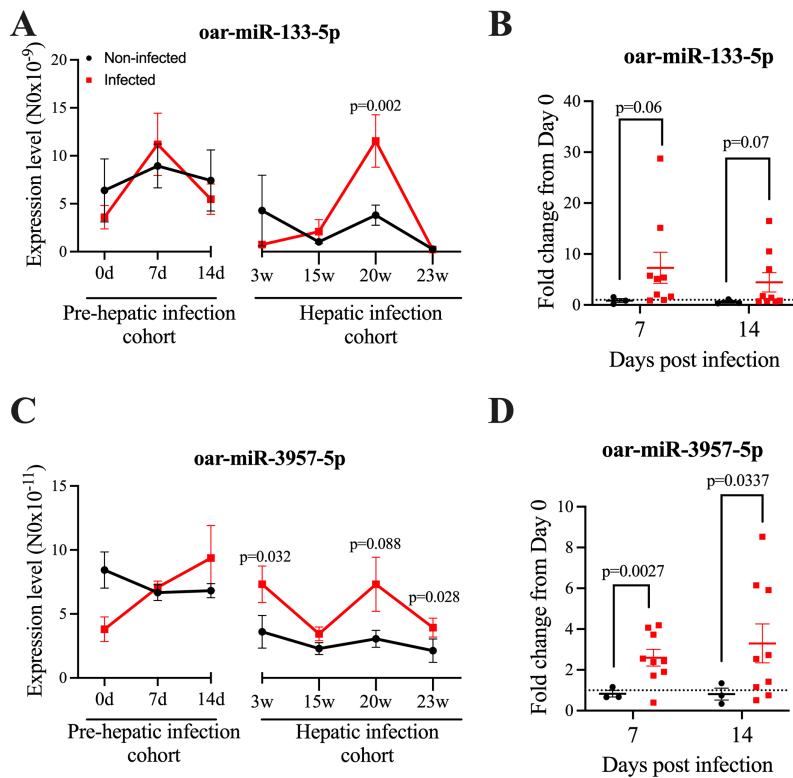 A
oar-miR-133-5p
Non-infected
Infected
Expression level (N0x10⁻⁹)
20
15
10
5
0
p=0.002
0d 7d 14d 3w 15w 20w 23w
Pre-hepatic infection
cohort
Hepatic infection
cohort
B
oar-miR-133-5p
Fold change from Day 0
40
30
20
10
0
p=0.06
p=0.07
7 14
Days post infection
C
oar-miR-3957-5p
Expression level (N0x10⁻¹¹)
15
10
5
0
p=0.032
p=0.088
p=0.028
0d 7d 14d 3w 15w 20w 23w
Pre-hepatic infection
cohort
Hepatic infection
cohort
D
oar-miR-3957-5p
Fold change from Day 0
10
8
6
4
2
0
p=0.0027
p=0.0337
7 14
Days post infection